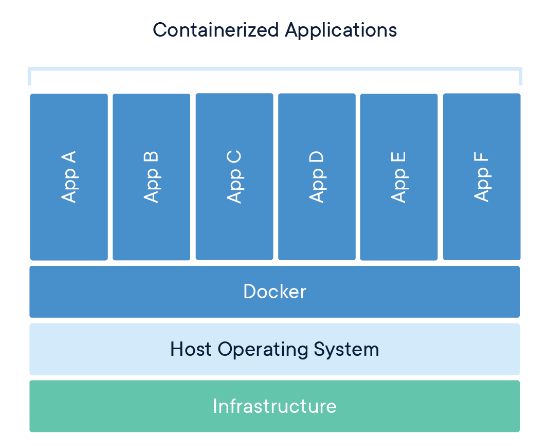 Containerized Applications
App A
App B
App C
App D
App E
App F
Docker
Host Operating System
Infrastructure